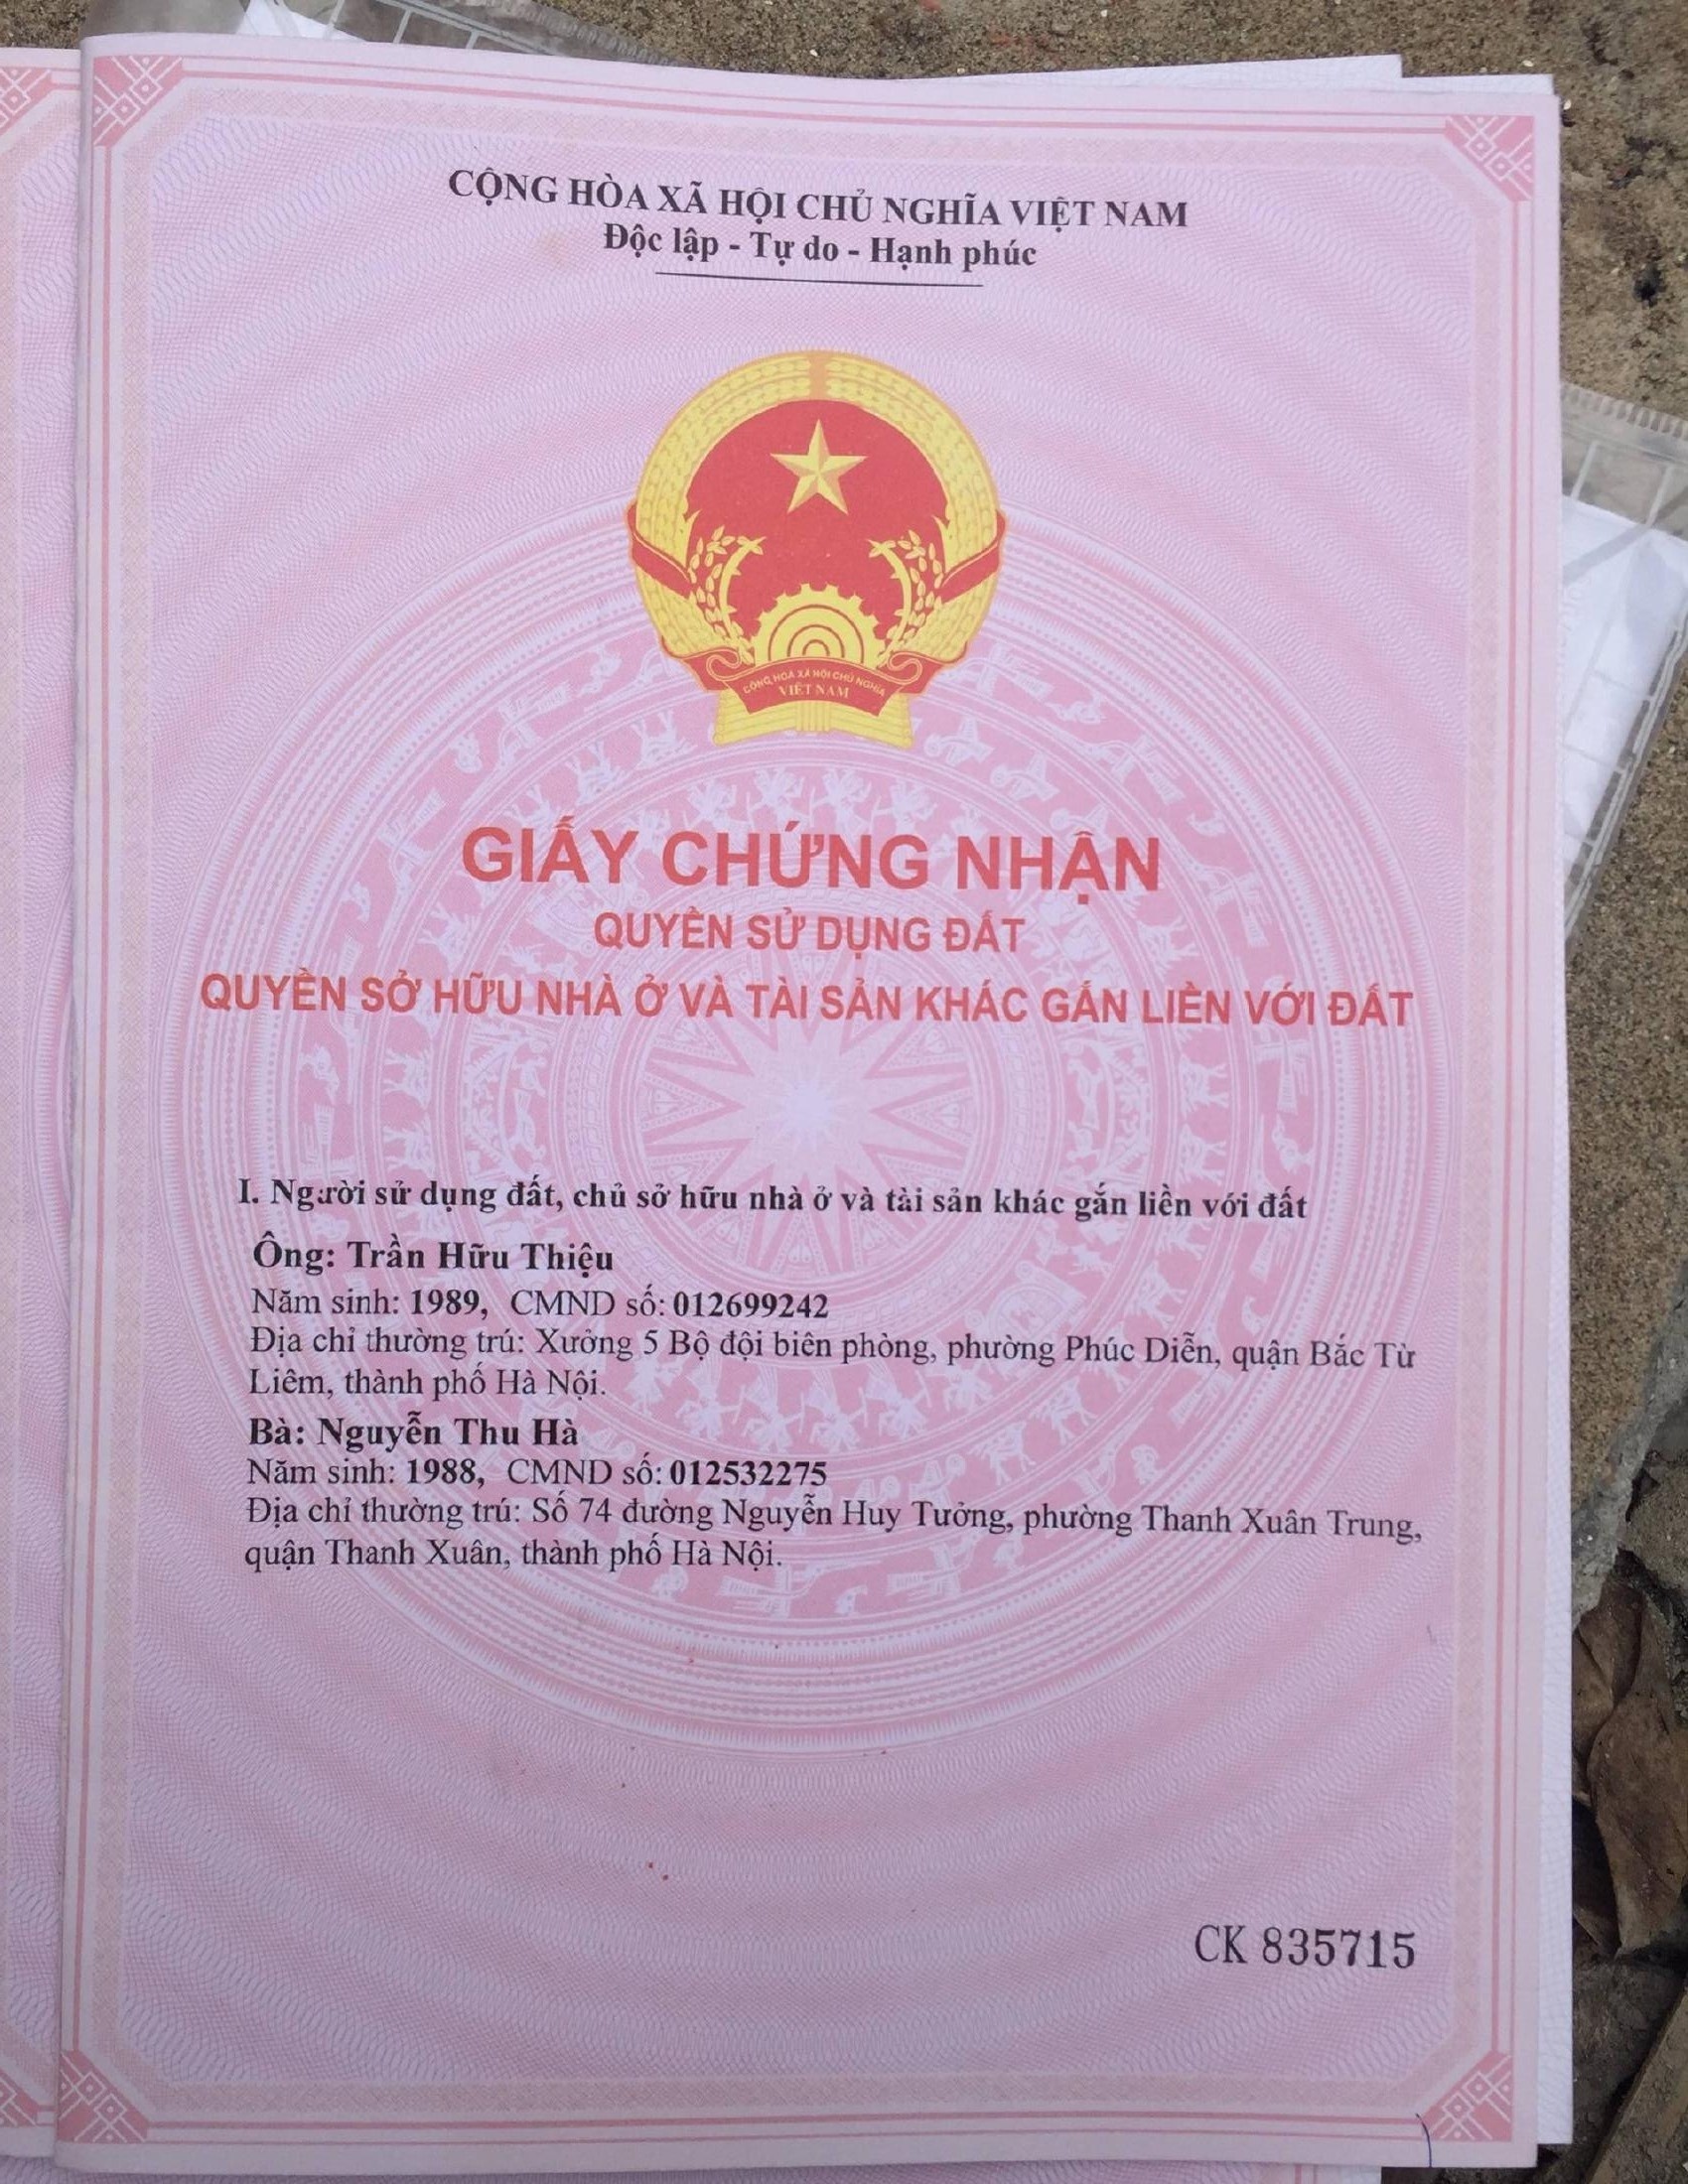 CỘNG HÒA XÃ HỘI CHỦ NGHĨA VIỆT NAM
Độc lập - Tự do - Hạnh phúc
CỘNG HOÀ XÃ HỘI CHỦ NGHĨA
VIỆT NAM
GIẤY CHỨNG NHẬN
QUYỀN SỬ DỤNG ĐẤT
QUYỀN SỞ HỮU NHÀ Ở VÀ TÀI SẢN KHÁC GẮN LIỀN VỚI ĐẤT
I. Người sử dụng đất, chủ sở hữu nhà ở và tài sản khác gắn liền với đất
Ông: Trần Hữu Thiệu
Năm sinh: 1989, CMND số: 012699242
Địa chỉ thường trú: Xưởng 5 Bộ đội biên phòng, phường Phúc Diễn, quận Bắc Từ
Liêm, thành phố Hà Nội.
Bà: Nguyễn Thu Hà
Năm sinh: 1988, CMND số: 012532275
Địa chỉ thường trú: Số 74 đường Nguyễn Huy Tưởng, phường Thanh Xuân Trung,
quận Thanh Xuân, thành phố Hà Nội.
CK 835715